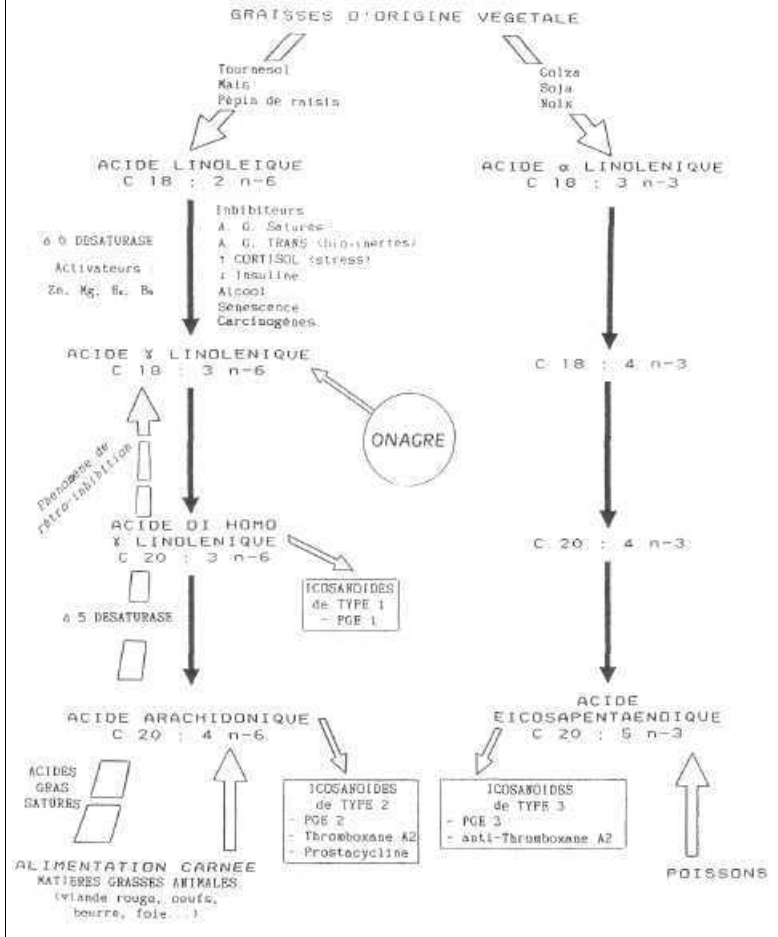 GRAISSES D'ORIGINE VEGETALE
Tournesol
Maïs
Pépin de raisis
Colza
Soja
Noix
ACIDE LINOLEIQUE
C 18 : 2 n-6
ACIDE α LINOLENIQUE
C 18 : 3 n-3
Δ 6 DESATURASE
Activateurs :
Zn, Mg,
Inhibiteurs
A. G. Saturés
A. G. TRANS (bio-inertes)
↑ CORTISOL (stress)
↓ Insuline
Alcool
Sénescence
Carcinogènes
ACIDE ɣ LINOLENIQUE
C 18 : 3 n-6
C 18 : 4 n-3
ONAGRE
Phénomène de
rétro-inhibition
ACIDE DI HOMO
ɣ LINOLENIQUE
C 20 : 3 n-6
C 20 : 4 n-3
ICOSANOIDES
de TYPE 1
- PGE 1
Δ 5 DESATURASE
ACIDE ARACHIDONIQUE
C 20 : 4 n-6
ACIDE
EICOSAPENTAENOIQUE
C 20 : 5 n-3
ACIDES
GRAS
SATURES
ICOSANOIDES
de TYPE 2
- PGE 2
- Thromboxane A2
- Prostacycline
ICOSANOIDES
de TYPE 3
- PGE 3
- anti-Thromboxane A2
ALIMENTATION CARNEE
MATIERES GRASSES ANIMALES
(viande rouge, oeufs,
beurre, foie...)
POISSONS